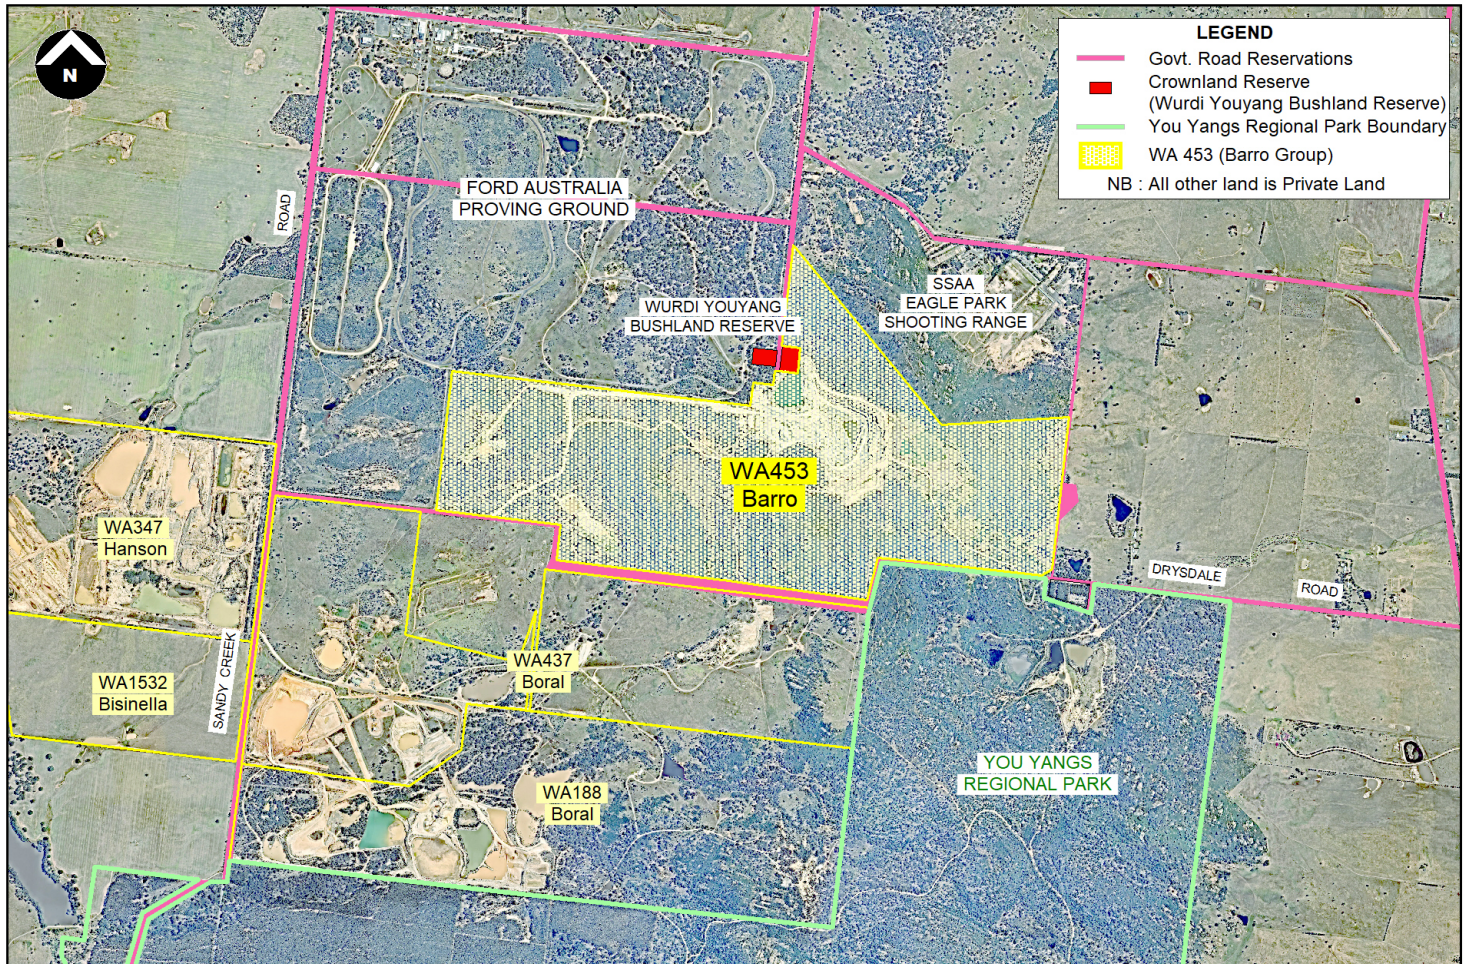 N
LEGEND
Govt. Road Reservations
Crownland Reserve
(Wurdi Youyang Bushland Reserve)
You Yangs Regional Park Boundary
WA 453 (Barro Group)
NB : All other land is Private Land
FORD AUSTRALIA
PROVING GROUND
ROAD
SSAA
EAGLE PARK
SHOOTING RANGE
WURDI YOUYANG
BUSHLAND RESERVE
WA453
Barro
WA347
Hanson
DRYSDALE
ROAD
WA437
Boral
SANDY CREEK
WA1532
Bisinella
YOU YANGS
REGIONAL PARK
WA188
Boral